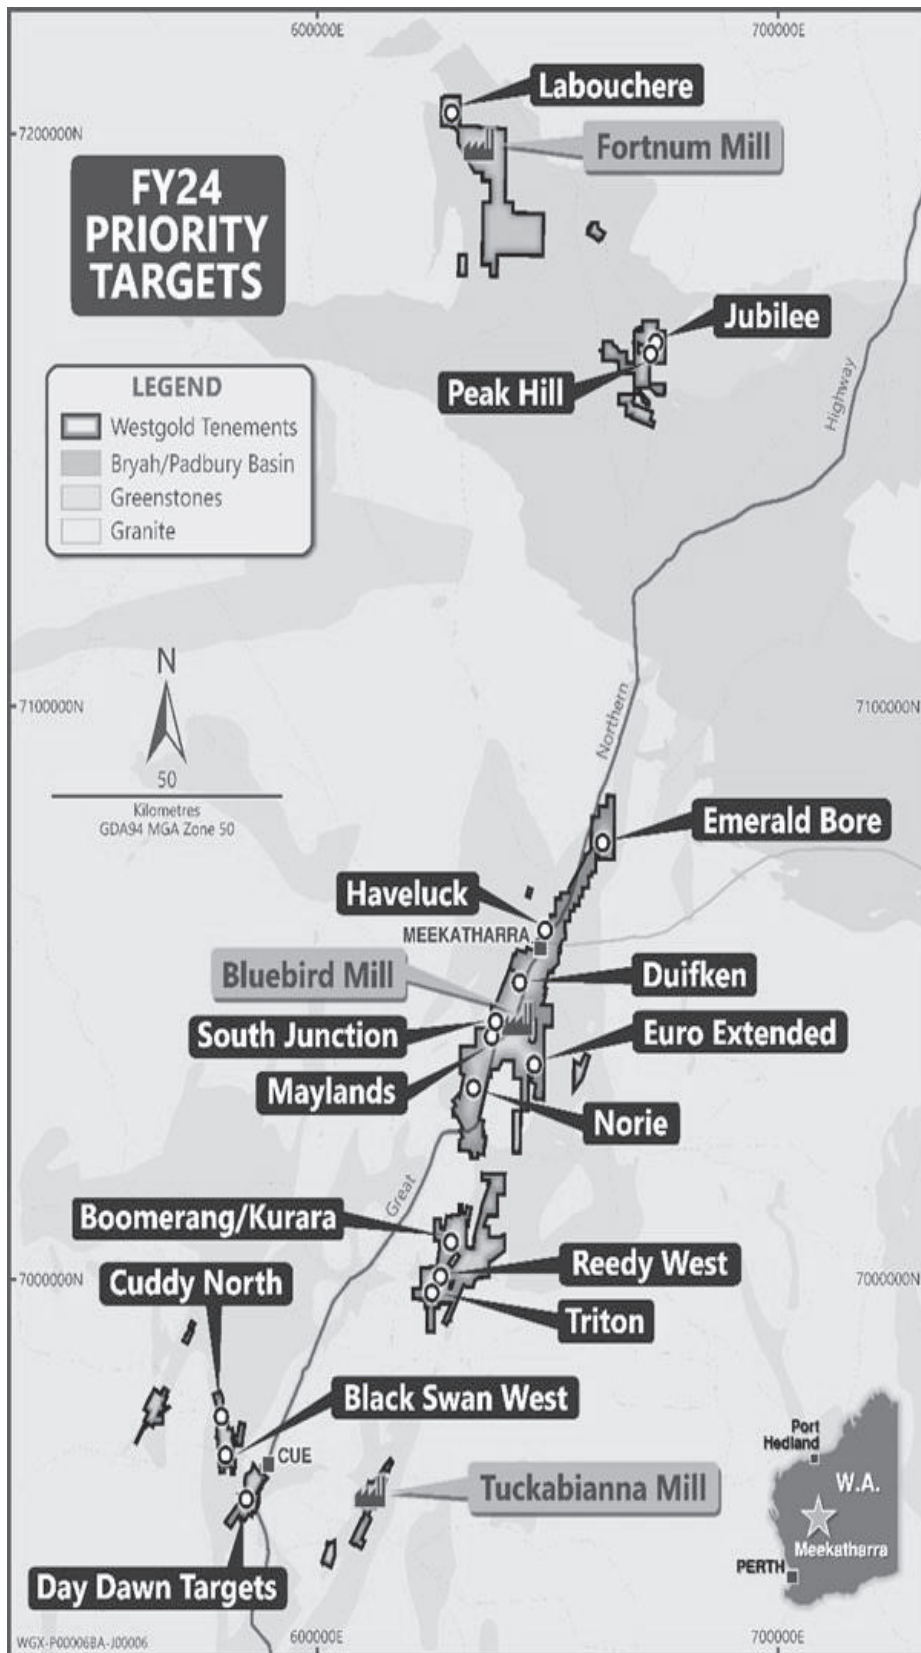 600000E
700000E
Labouchere
7200000N
Fortnum Mill
FY24
PRIORITY
TARGETS
Jubilee
Peak Hill
LEGEND
Westgold Tenements
Bryah/Padbury Basin
Greenstones
Granite
Highway
N
7100000N
7100000N
50
Kilometres
GDA94 MGA Zone 50
Northern
Emerald Bore
Haveluck
MEEKATHARRA
Bluebird Mill
Duifken
South Junction
Euro Extended
Maylands
Norie
Great
Boomerang/Kurara
Reedy West
7000000N
7000000N
Cuddy North
Triton
Black Swan West
CUE
Port
Hedland
W.A.
Tuckabianna Mill
Meekatharra
PERTH
Day Dawn Targets
WGX-P00006BA-J00006
600000E
700000E